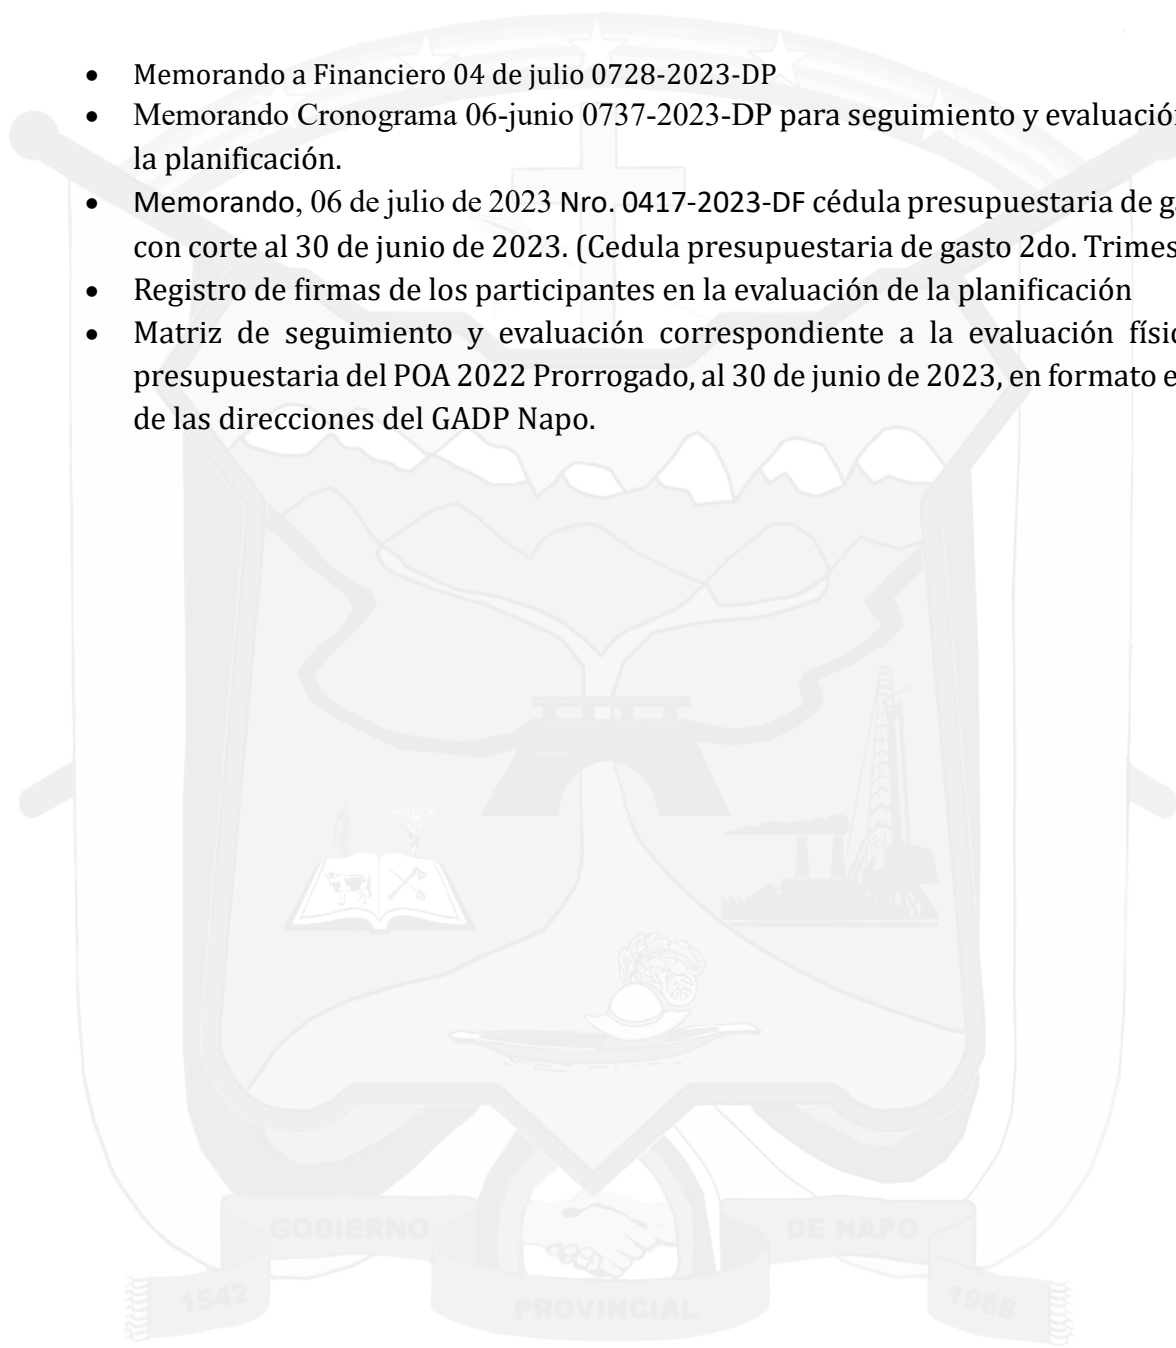 • Memorando a Financiero 04 de julio 0728-2023-DP
• Memorando Cronograma 06-junio 0737-2023-DP para seguimiento y evaluación
la planificación.
• Memorando, 06 de julio de 2023 Nro. 0417-2023-DF cédula presupuestaria de
con corte al 30 de junio de 2023. (Cedula presupuestaria de gasto 2do.
• Registro de firmas de los participantes en la evaluación de la planificación
• Matriz de seguimiento y evaluación correspondiente a la evaluación
presupuestaria del POA 2022 Prorrogado, al 30 de junio de 2023, en formato
de las direcciones del GADP Napo.
GOBIERNO DE NAPO
1542 PROVINCIAL 1968